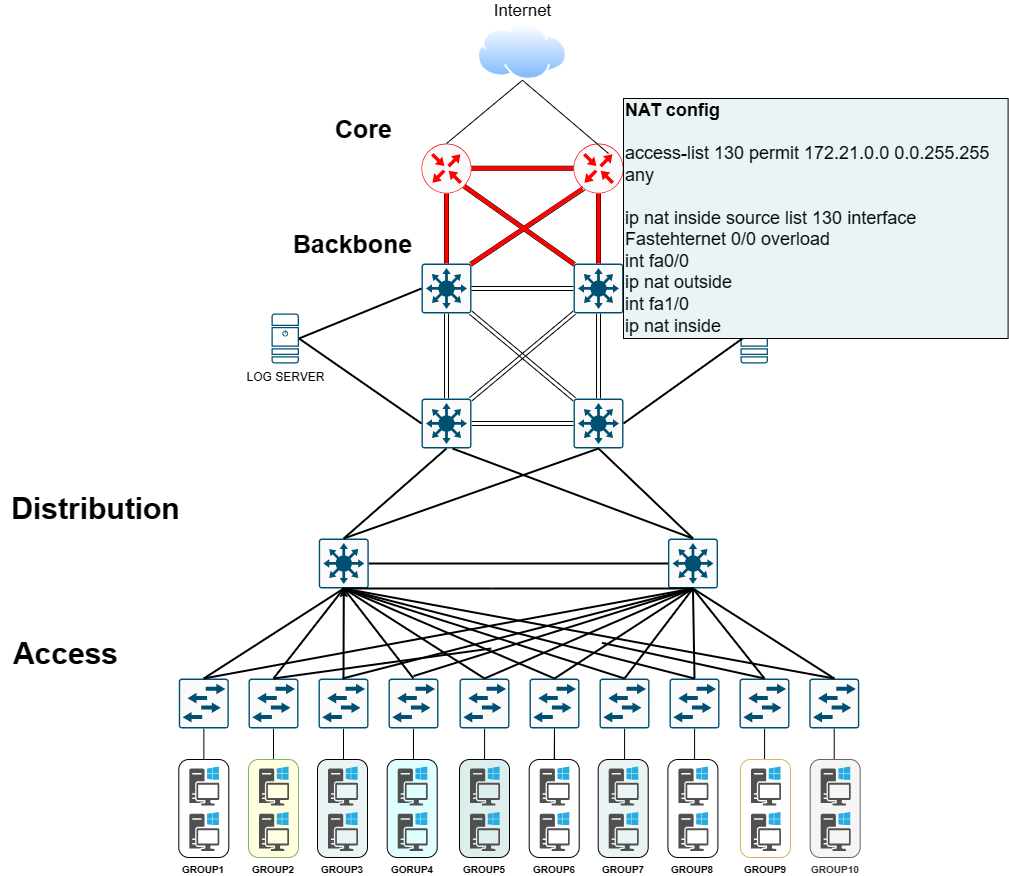 Internet
Core
NAT config
access-list 130 permit 172.21.0.0 0.0.255.255
any
ip nat inside source list 130 interface
Fastehternet 0/0 overload
int fa0/0
ip nat outside
int fa1/0
ip nat inside
Backbone
LOG SERVER
Distribution
Access
GROUP1
GROUP2
GROUP3
GORUP4
GROUP5
GROUP6
GROUP7
GROUP8
GROUP9
GROUP10